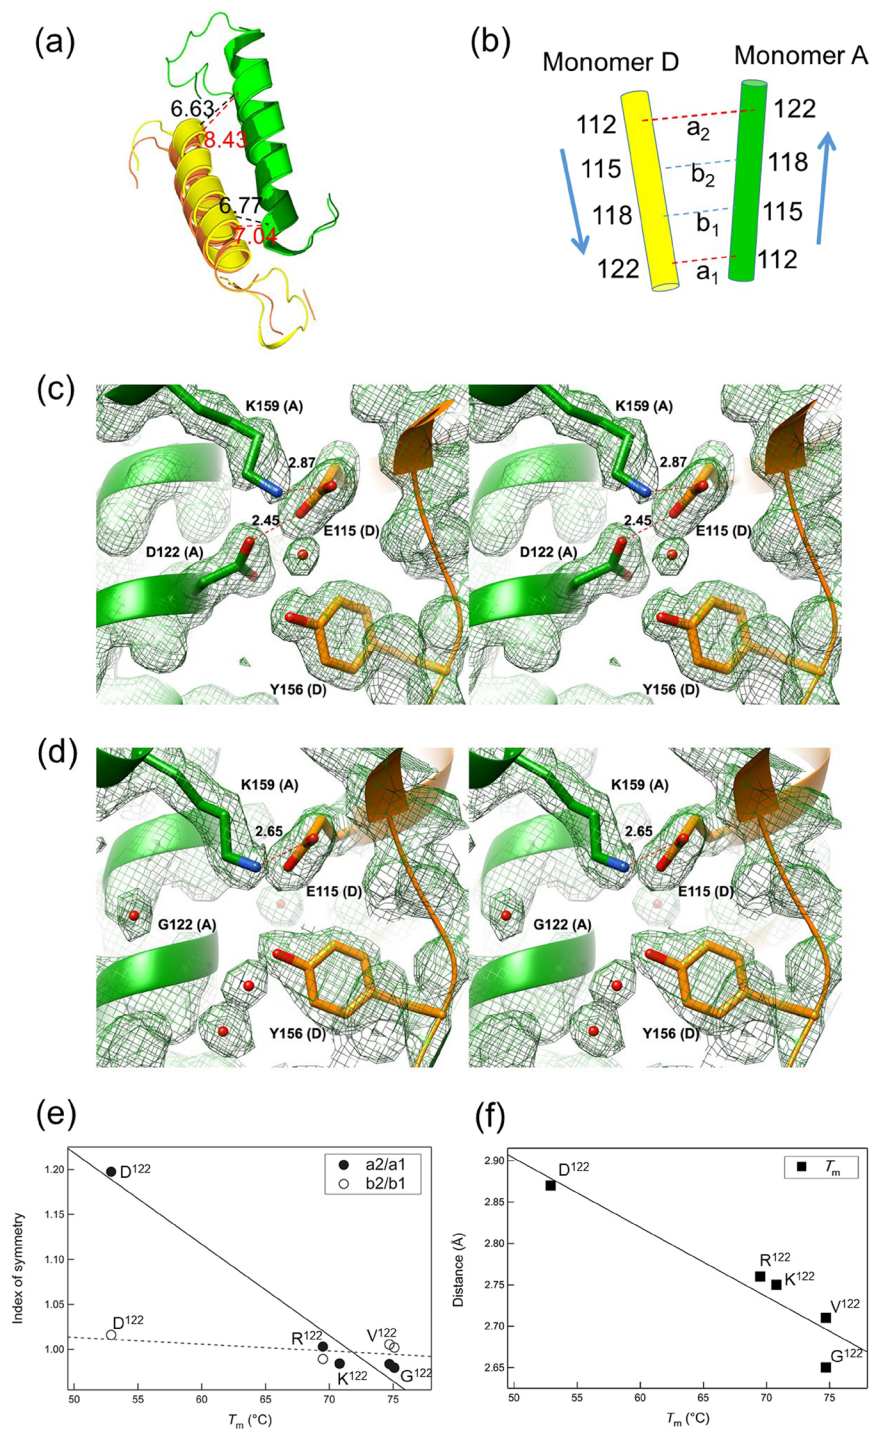 (a)
6.63
8.43
6.77
7.04
(b)
Monomer D
Monomer A
112
115
118
122
a2
b2
b1
a1
122
118
115
112
(c)
K159 (A)
2.87
2.45
E115 (D)
D122 (A)
Y156 (D)
K159 (A)
2.87
2.45
E115 (D)
D122 (A)
Y156 (D)
(d)
K159 (A)
2.65
E115 (D)
G122 (A)
Y156 (D)
K159 (A)
2.65
E115 (D)
G122 (A)
Y156 (D)
(e)
Index of symmetry
1.20
1.15
1.10
1.05
1.00
D122
D122
R122
K122
V122
G122
a2/a1
b2/b1
50 55 60 65 70 75
Tm (°C)
(f)
Distance (Å)
2.90
2.85
2.80
2.75
2.70
2.65
D122
R122
K122
V122
G122
Tm
50 55 60 65 70 75
Tm (°C)